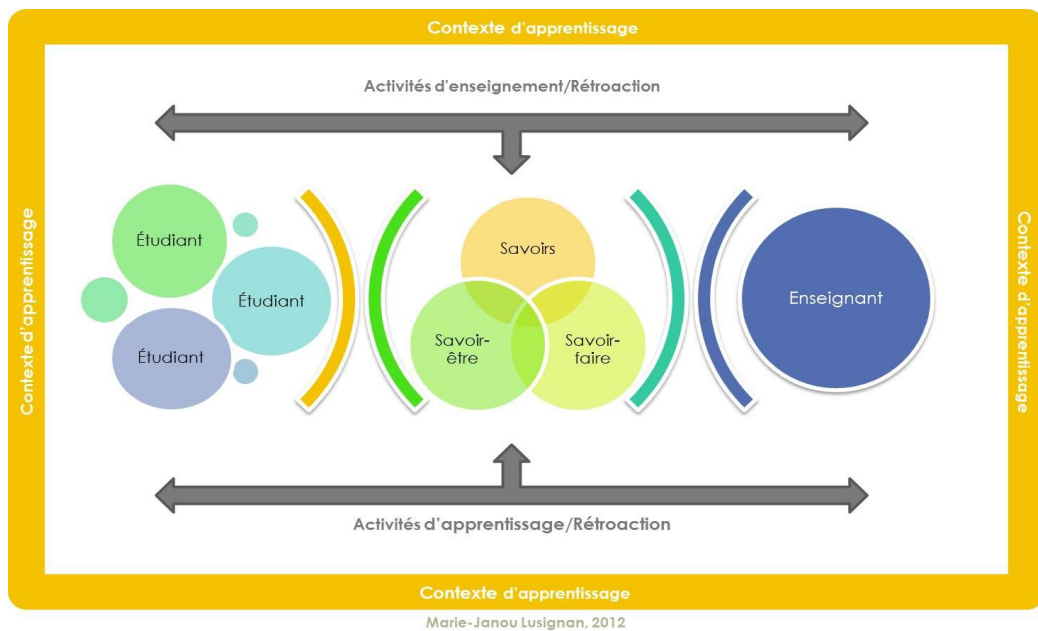 Contexte d'apprentissage
Activités d'enseignement/Rétroaction
Contexte d'apprentissage
Étudiant
Étudiant
Étudiant
Savoirs
Savoir-
être
Savoir-
faire
Enseignant
Contexte d'apprentissage
Activités d'apprentissage/Rétroaction
Contexte d'apprentissage
Marie-Janou Lusignan, 2012